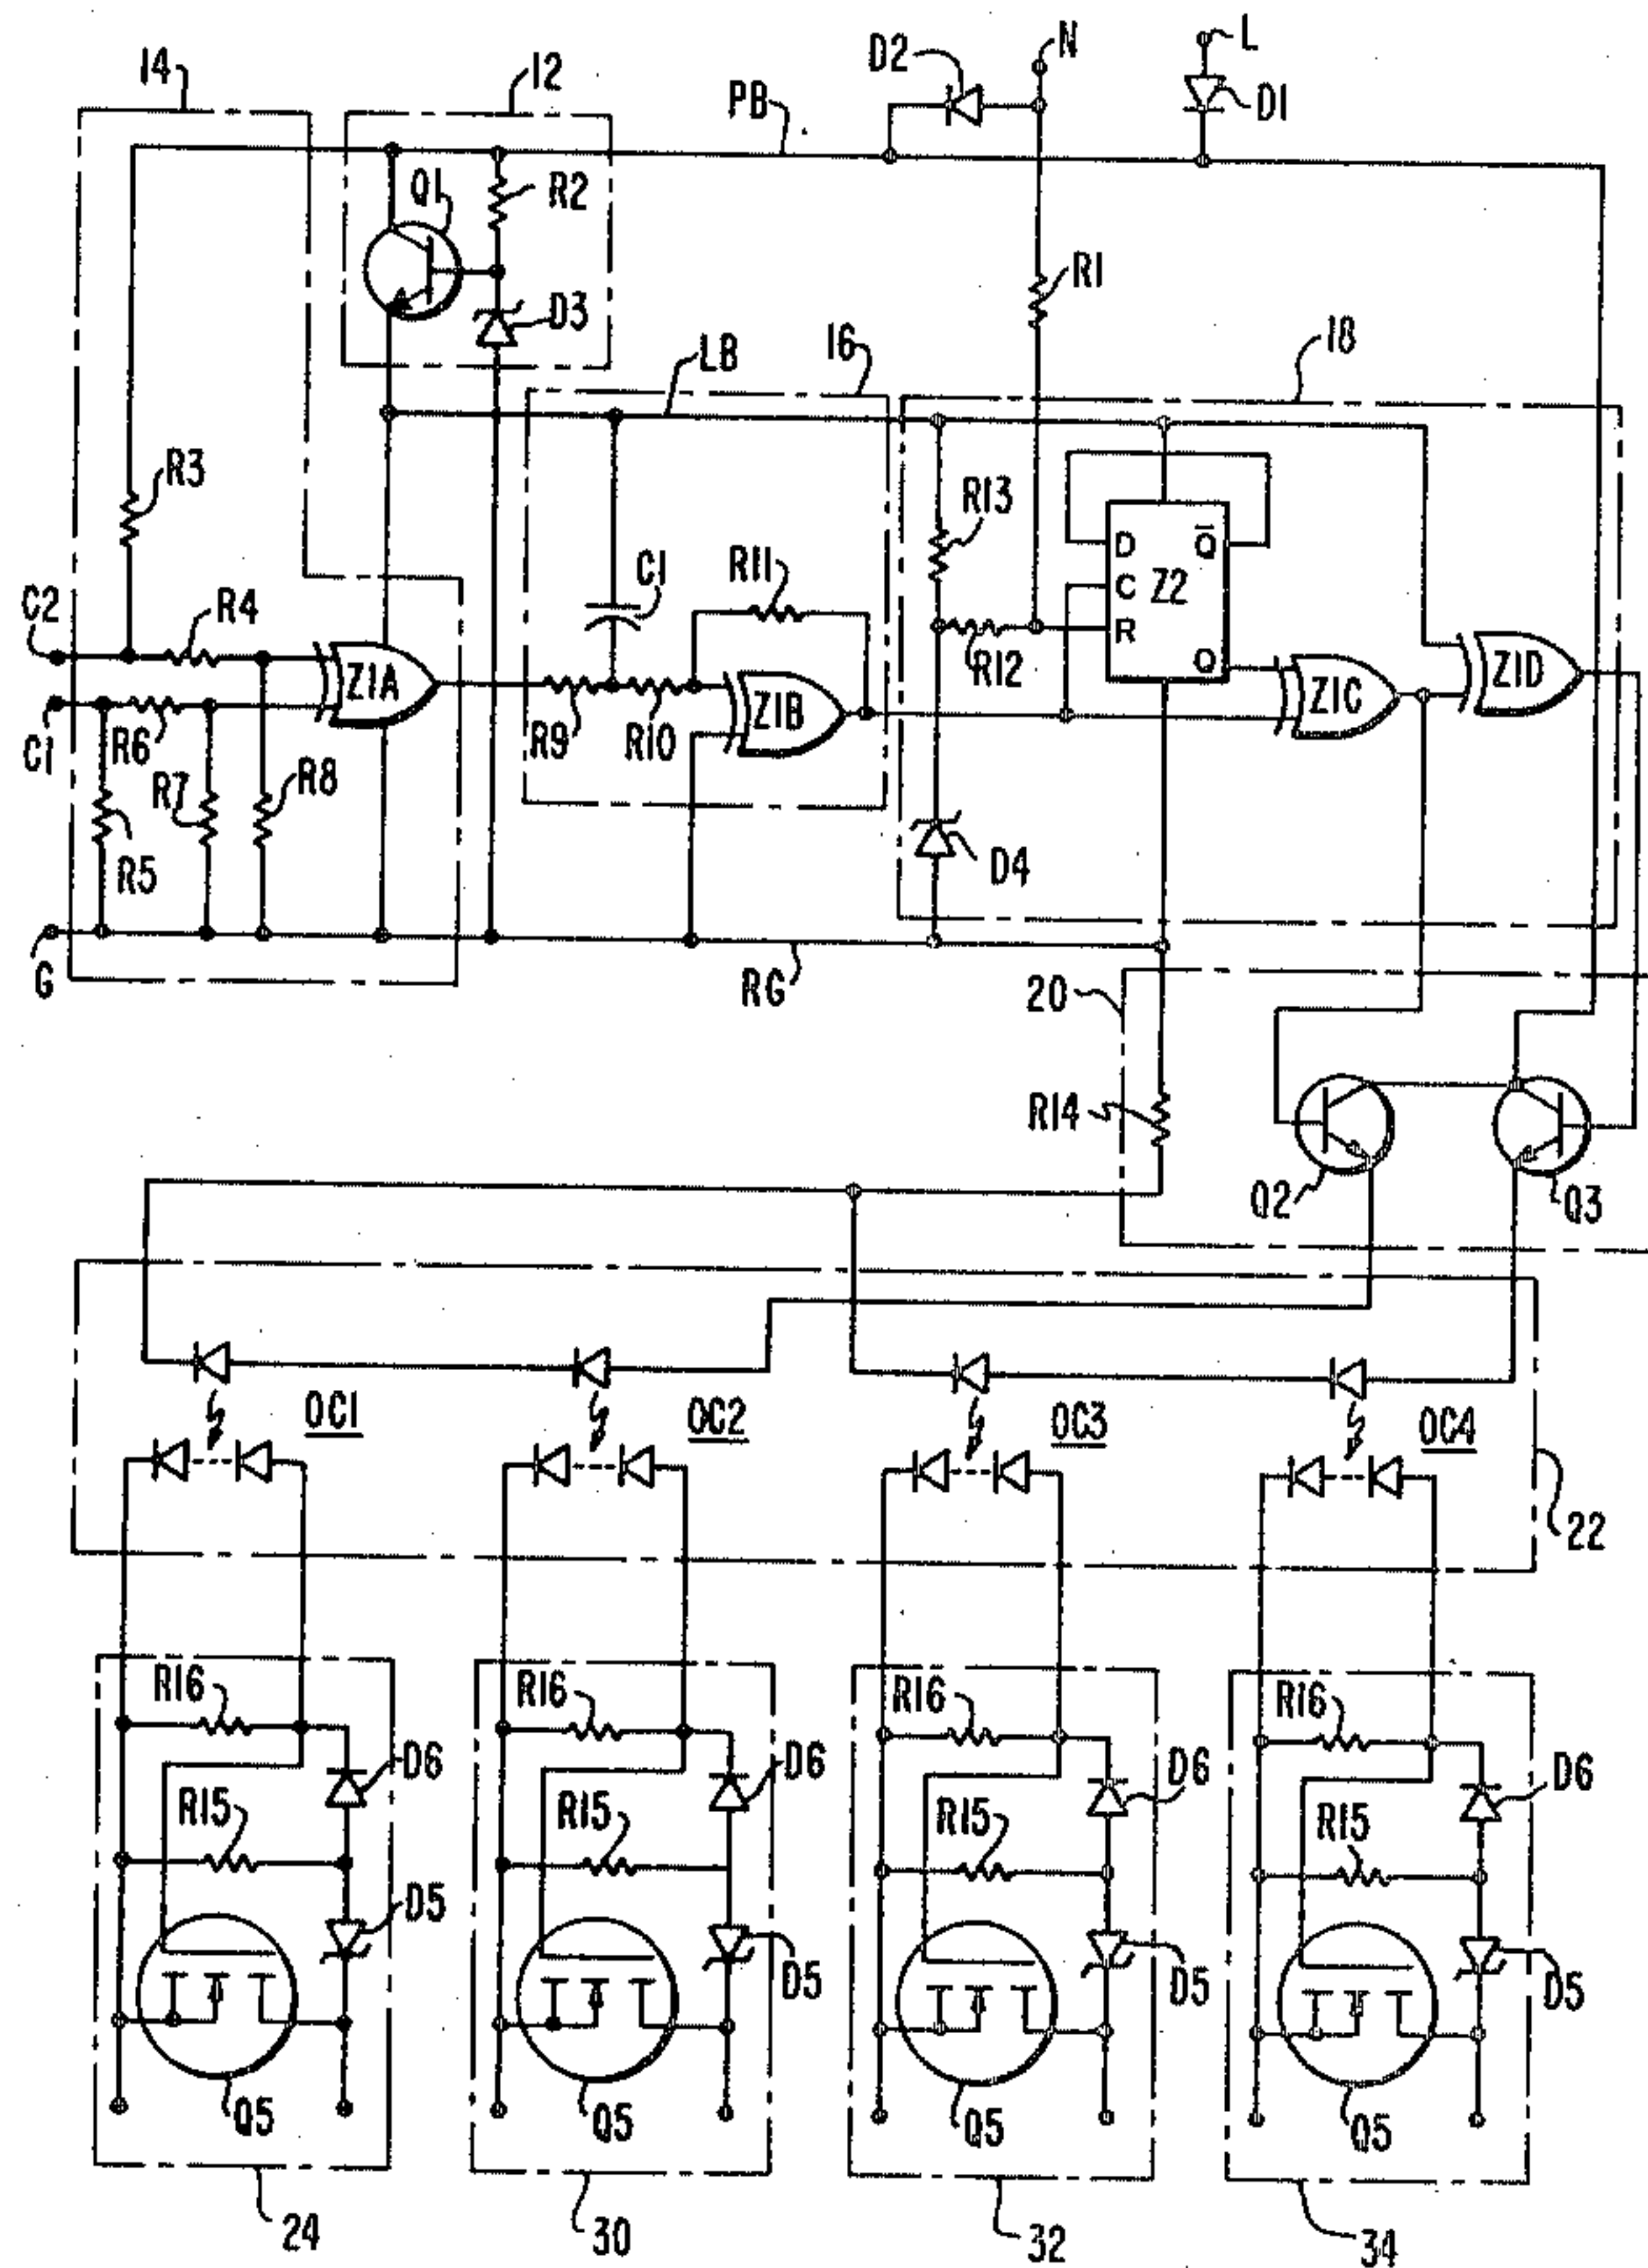 N
L
D2
14
12
PB
D1
Q1
R2
R1
D3
16
18
LB
R3
R13
D
Q̅
R11
C1
C
Z2
C2
R4
R
R12
Q
Z1A
Z1B
Z1C
Z1D
C1
R6
R9
R10
R7
R8
R5
D4
G
RG
20
R14
Q2
Q3
OC1
OC2
OC3
OC4
22
R16
R16
R16
R16
D6
D6
D6
D6
R15
R15
R15
R15
D5
D5
D5
D5
Q5
Q5
Q5
Q5
24
30
32
34